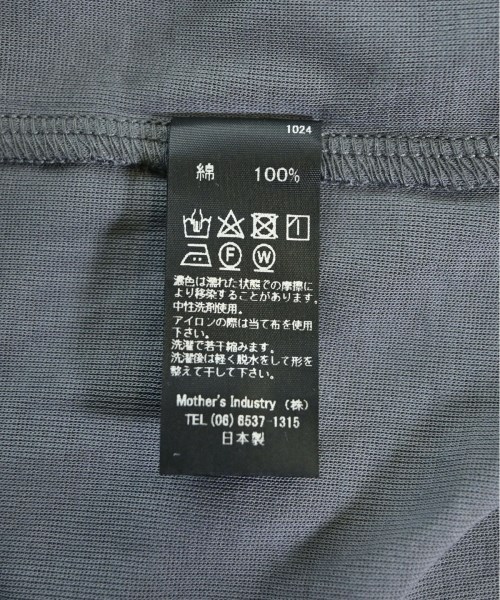 1024
綿 100%
F W
濃色は濡れた状態での摩擦に
より移染することがあります。
中性洗剤使用。
アイロンの際は当て布を使用
下さい。
洗濯で若干縮みます。
洗濯後は軽く脱水をして形を
整えて干して下さい。
Mother's Industry (株)
TEL (06) 6537-1315
日本製